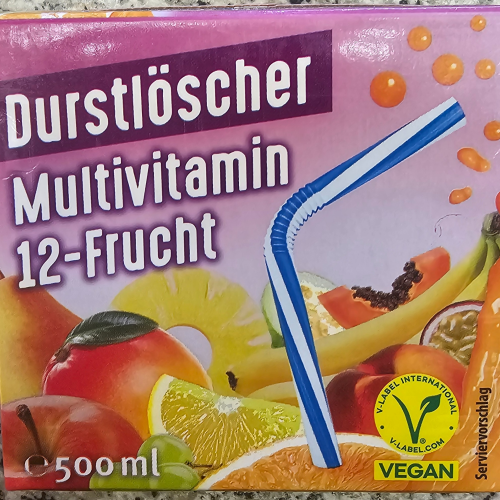 Durstlöscher
Multivitamin
12-Frucht
V-LABEL INTERNATIONAL
V-LABEL.COM
VEGAN
℮500 ml
Serviervorschlag